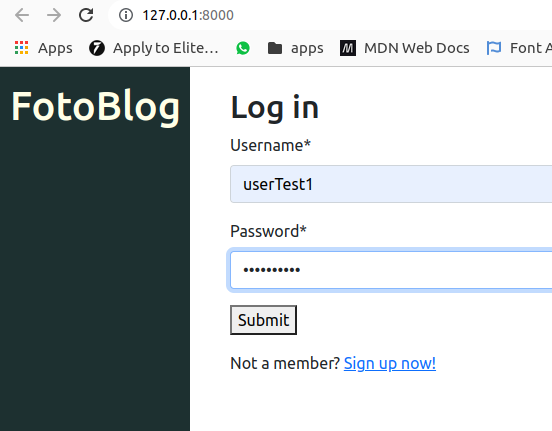 127.0.0.1:8000
Apps Apply to Elite… apps MDN Web Docs Font A
FotoBlog
Log in
Username*
userTest1
Password*
••••••••••
Submit
Not a member? Sign up now!